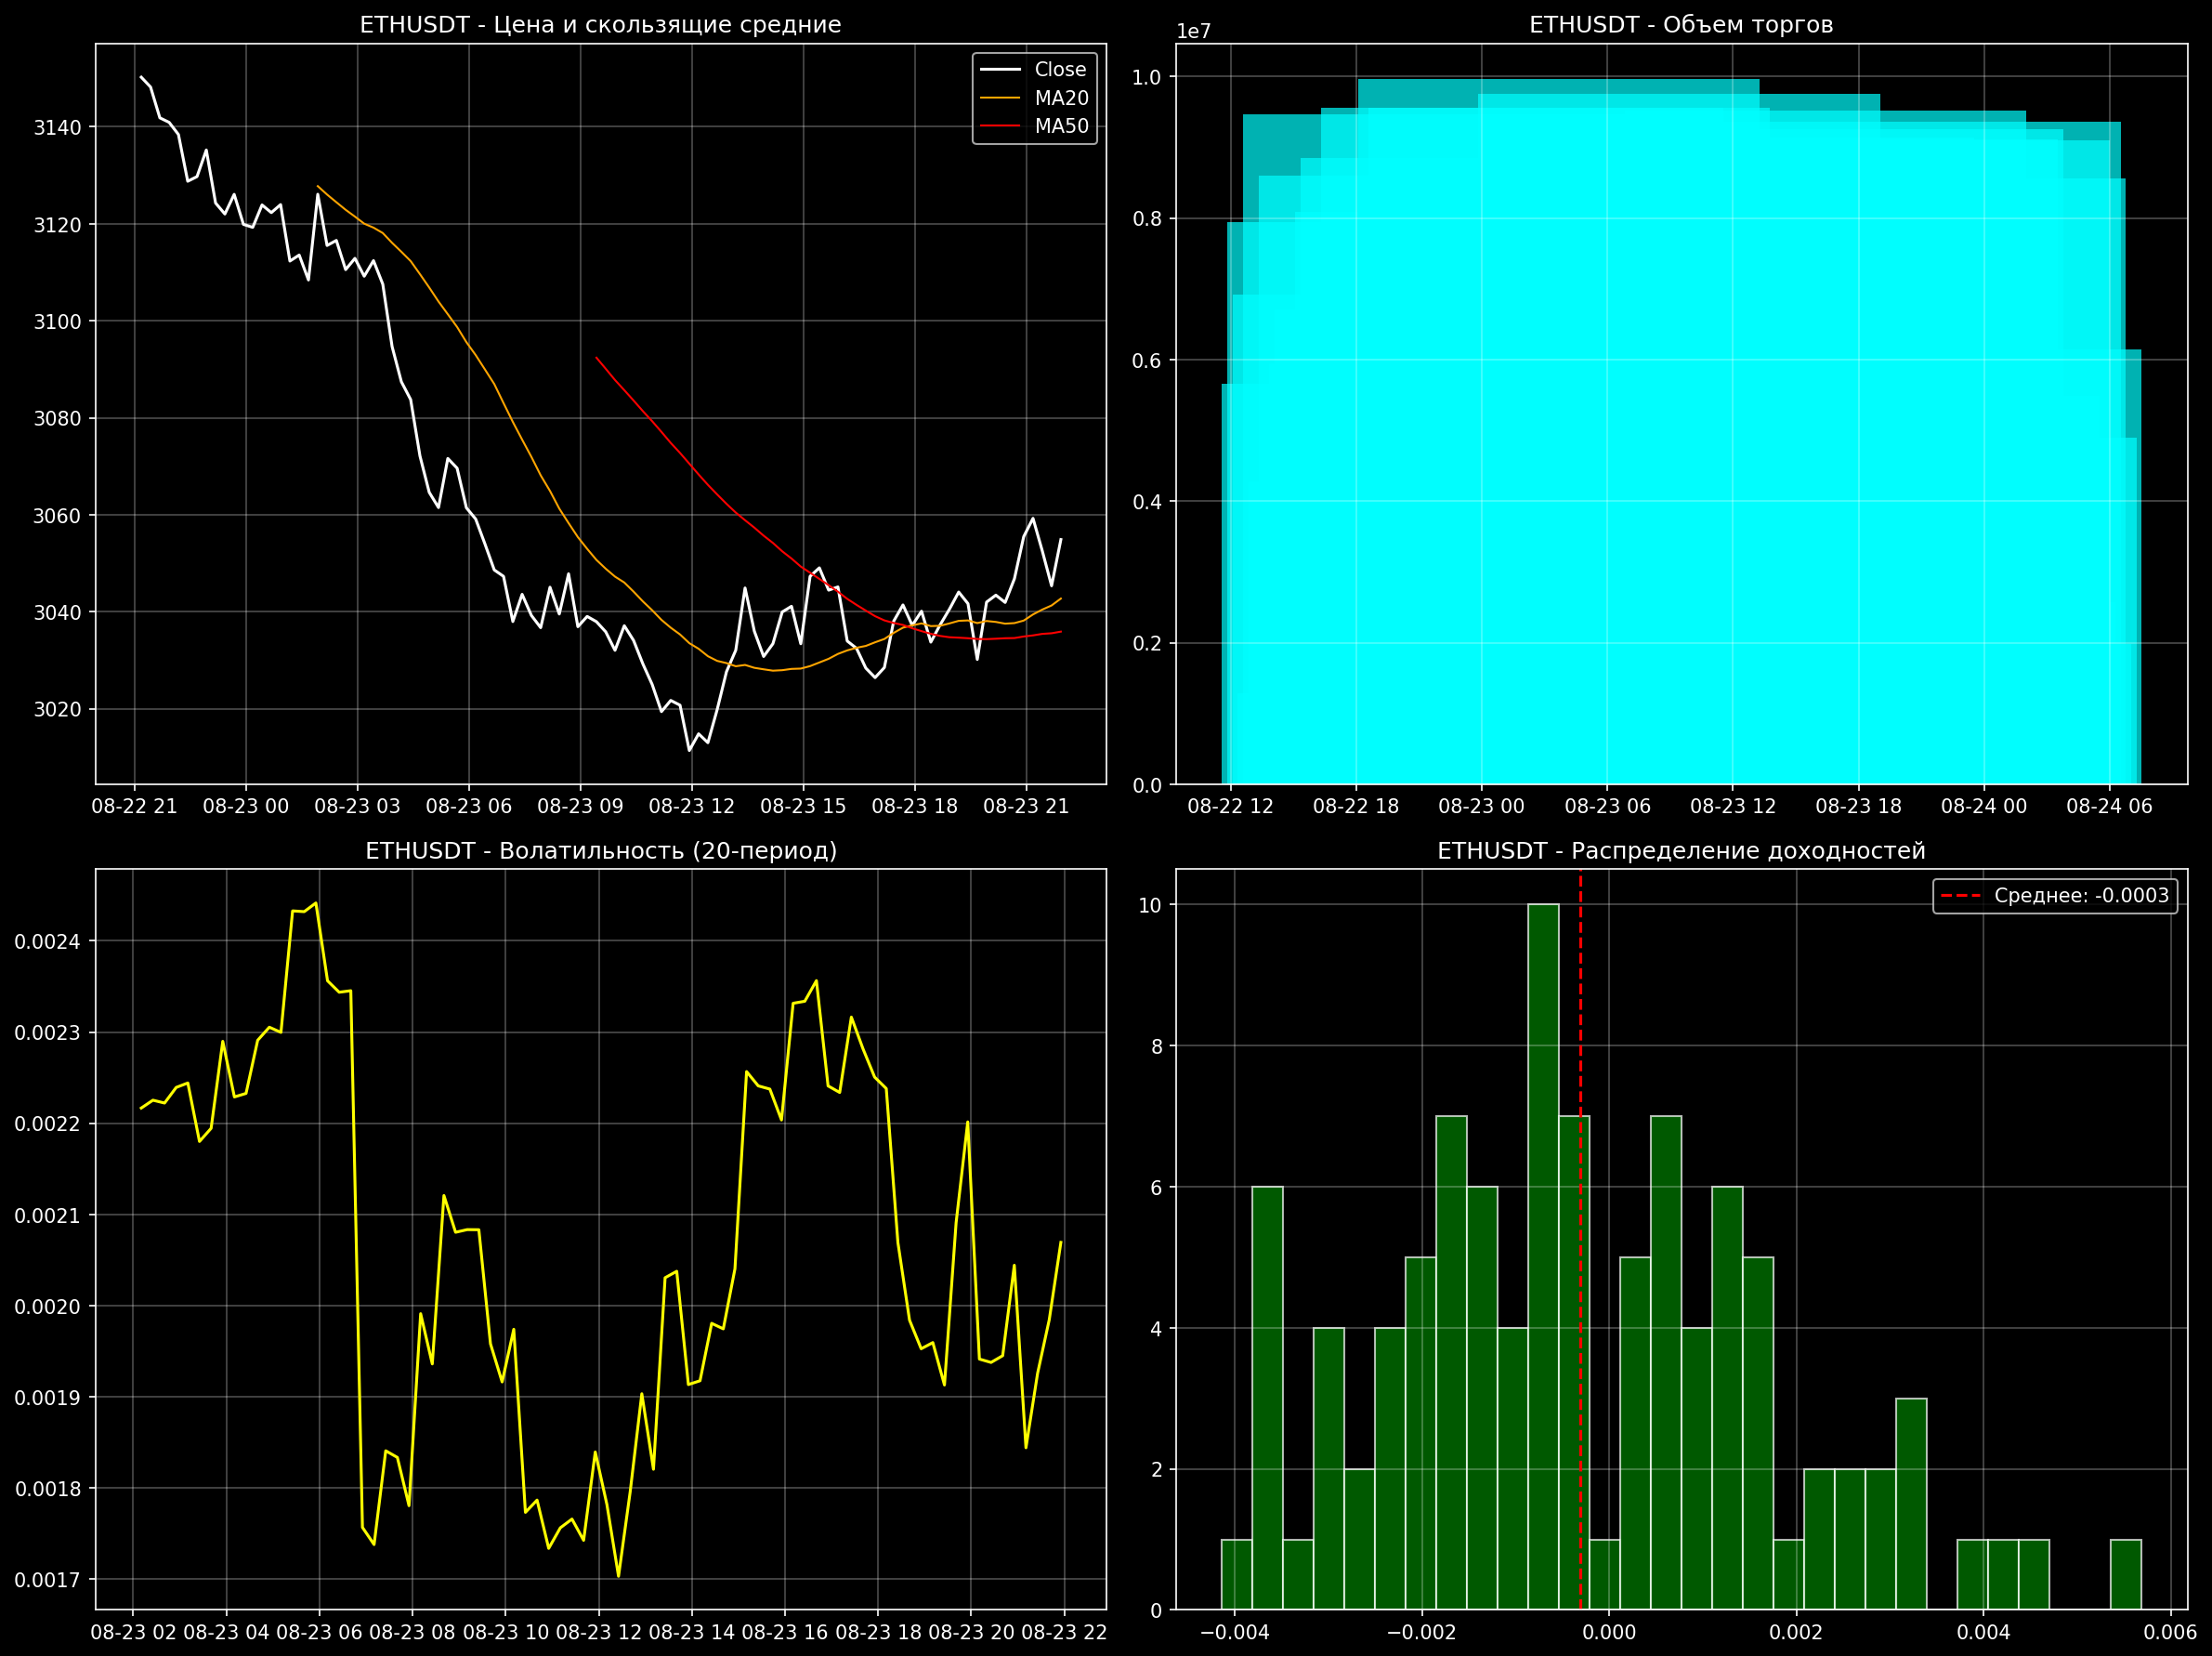 ETHUSDT - Цена и скользящие средние
Close
MA20
MA50
3140
3120
3100
3080
3060
3040
3020
08-22 21 08-23 00 08-23 03 08-23 06 08-23 09 08-23 12 08-23 15 08-23 18 08-23 21
ETHUSDT - Объем торгов
1e7
1.0
0.8
0.6
0.4
0.2
0.0
08-22 12 08-22 18 08-23 00 08-23 06 08-23 12 08-23 18 08-24 00 08-24 06
ETHUSDT - Волатильность (20-период)
0.0024
0.0023
0.0022
0.0021
0.0020
0.0019
0.0018
0.0017
08-23 02 08-23 04 08-23 06 08-23 08 08-23 10 08-23 12 08-23 14 08-23 16 08-23 18 08-23 20 08-23 22
ETHUSDT - Распределение доходностей
Среднее: -0.0003
10
8
6
4
2
0
−0.004 −0.002 0.000 0.002 0.004 0.006